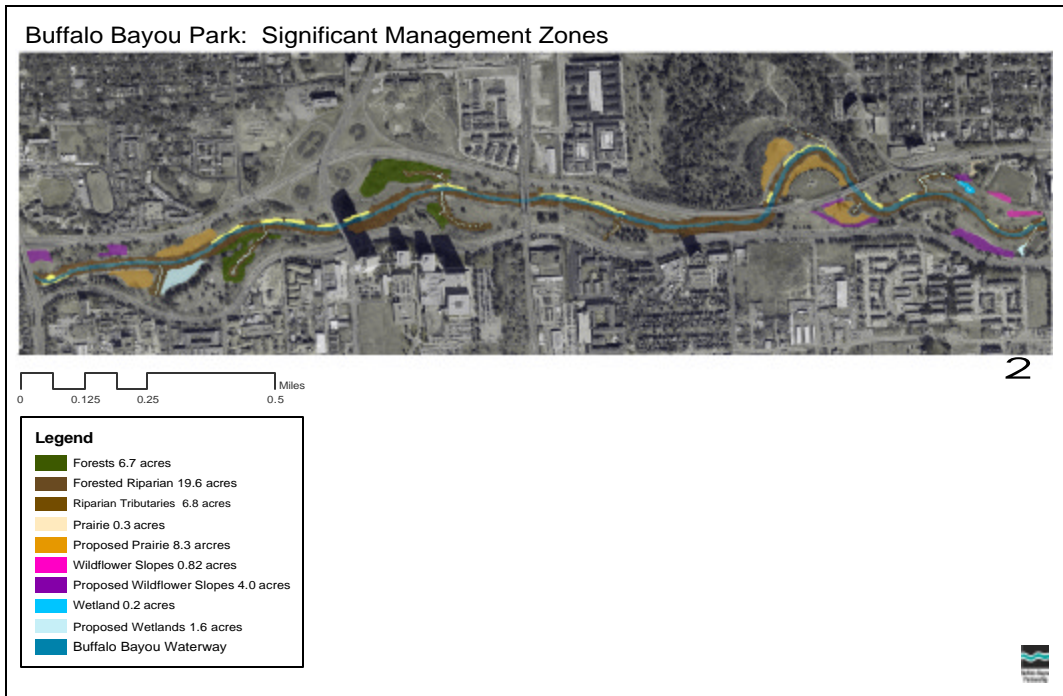 Buffalo Bayou Park: Significant Management Zones
2
Miles
0 0.125 0.25 0.5
Legend
Forests 6.7 acres
Forested Riparian 19.6 acres
Riparian Tributaries 6.8 acres
Prairie 0.3 acres
Proposed Prairie 8.3 arcres
Wildflower Slopes 0.82 acres
Proposed Wildflower Slopes 4.0 acres
Wetland 0.2 acres
Proposed Wetlands 1.6 acres
Buffalo Bayou Waterway